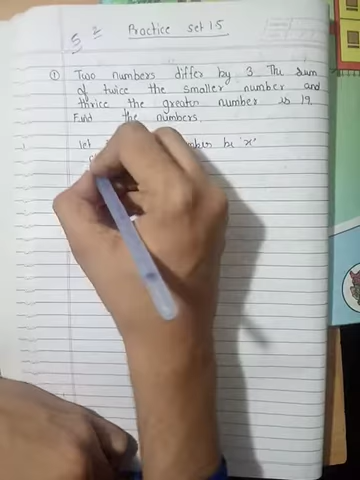 Practice set 1.5
① Two numbers differ by 3. The sum
of twice the smaller number and
thrice the greater number is 19.
Find the numbers.
let be 'x'